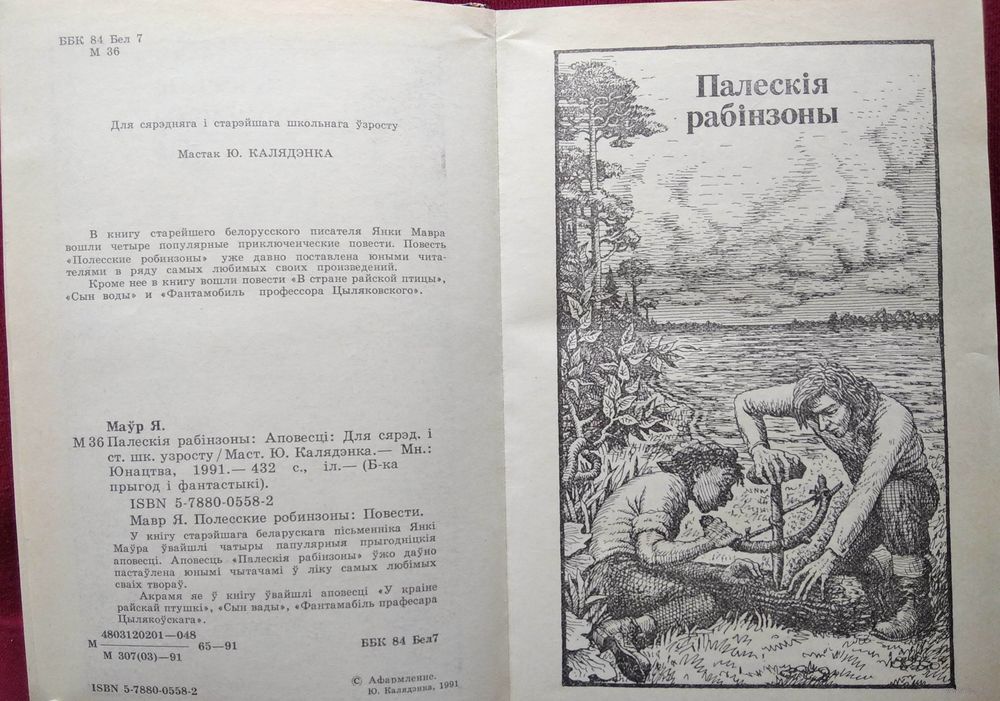 ББК 84 Бел 7
М 36
Для сярэдняга і старэйшага школьнага ўзросту
Мастак Ю. КАЛЯДЭНКА
В книгу старейшего белорусского писателя Янки Мавра
вошли четыре популярные приключенческие повести. Повесть
«Полесские робинзоны» уже давно поставлена юными чита-
телями в ряду самых любимых своих произведений.
Кроме нее в книгу вошли повести «В стране райской птицы»,
«Сын воды» и «Фантамобиль профессора Цыляковского».
Маўр Я.
М 36 Палескія рабінзоны: Аповесці: Для сярэд. і
ст. шк. узросту / Маст. Ю. Калядэнка.— Мн.:
Юнацтва, 1991.— 432 с., іл.— (Б-ка
прыгод і фантастыкі).
ISBN 5-7880-0558-2
Мавр Я. Полесские робинзоны: Повести.
У кнігу старэйшага беларускага пісьменніка Янкі
Маўра ўвайшлі чатыры папулярныя прыгодніцкія
аповесці. Аповесць «Палескія рабінзоны» ўжо даўно
пастаўлена юнымі чытачамі ў ліку самых любімых
сваіх твораў.
Акрамя яе ў кнігу ўвайшлі аповесці «У краіне
райскай птушкі», «Сын вады», «Фантамабіль прафесара
Цылякоўскага».
М 4803120201—048
М 307(03)—91 65—91 ББК 84 Бел7
ISBN 5-7880-0558-2
© Афармленне.
Ю. Калядэнка, 1991
Палескія
рабінзоны